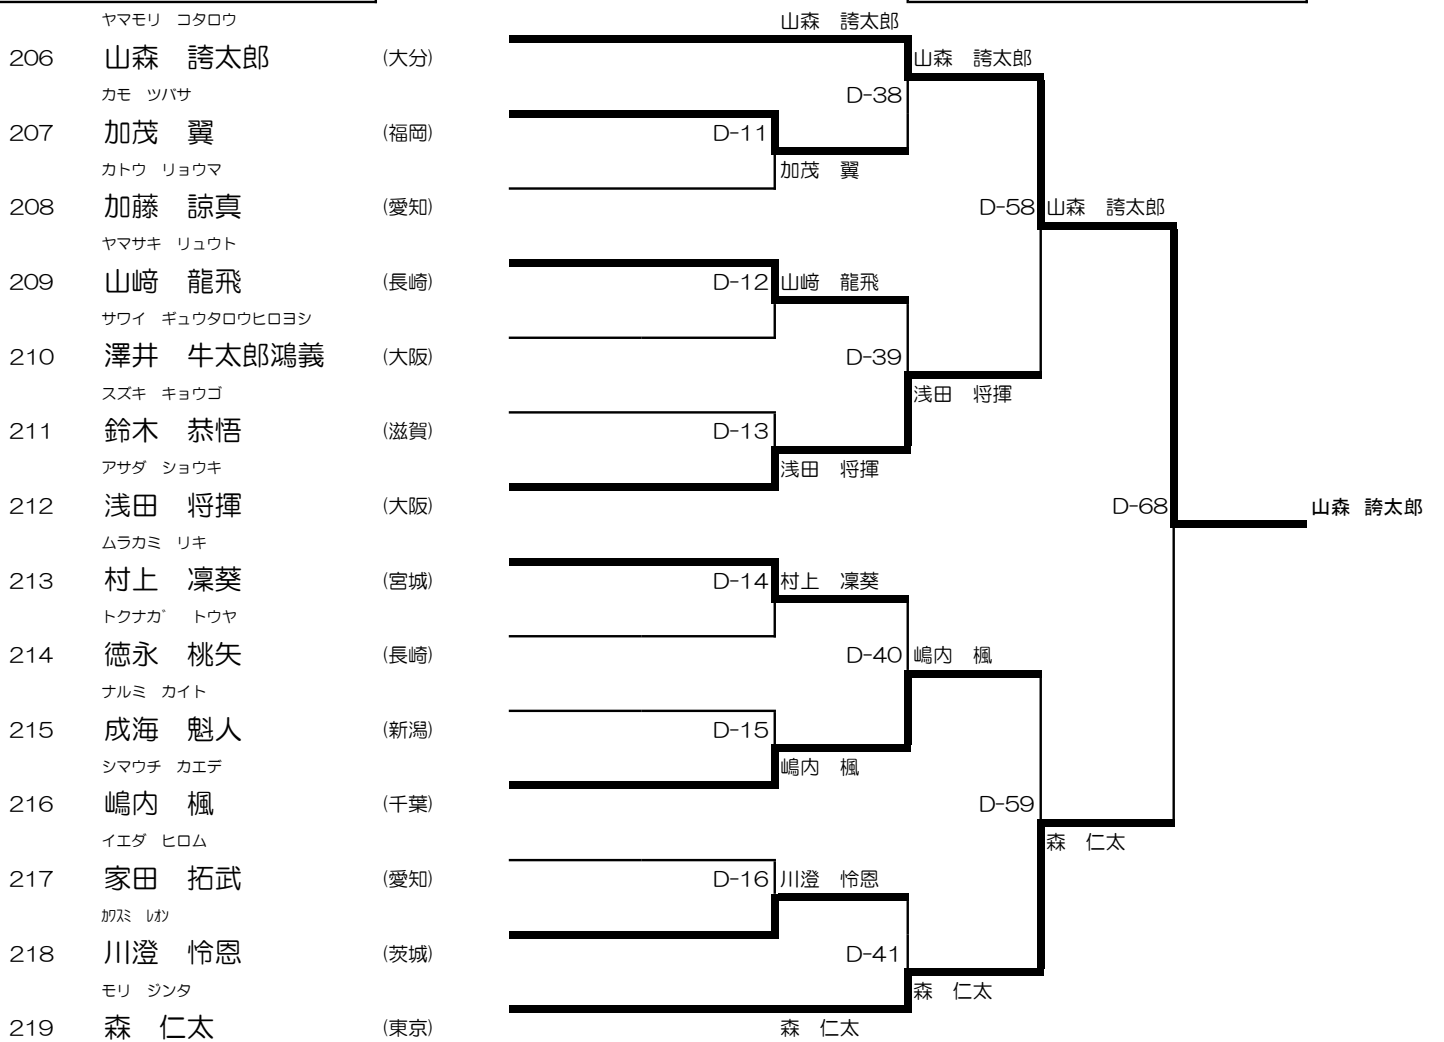 ヤマモリ　コタロウ
山森　誇太郎
206　山森　誇太郎　(大分)
山森　誇太郎
カモ　ツバサ
D-38
207　加茂　翼　(福岡)
D-11
カトウ　リョウマ
加茂　翼
208　加藤　諒真　(愛知)
D-58
山森　誇太郎
ヤマサキ　リュウト
209　山﨑　龍飛　(長崎)
D-12
山﨑　龍飛
サワイ　ギュウタロウヒロヨシ
210　澤井　牛太郎鴻義　(大阪)
D-39
スズキ　キョウゴ
浅田　将揮
211　鈴木　恭悟　(滋賀)
D-13
アサダ　ショウキ
浅田　将揮
212　浅田　将揮　(大阪)
D-68
山森　誇太郎
ムラカミ　リキ
213　村上　凜葵　(宮城)
D-14
村上　凜葵
トクナガ　トウヤ
214　徳永　桃矢　(長崎)
D-40
嶋内　楓
ナルミ　カイト
215　成海　魁人　(新潟)
D-15
シマウチ　カエデ
嶋内　楓
216　嶋内　楓　(千葉)
D-59
イエダ　ヒロム
森　仁太
217　家田　拓武　(愛知)
D-16
川澄　怜恩
ｶﾜｽﾐ　ﾚｵﾝ
218　川澄　怜恩　(茨城)
D-41
モリ　ジンタ
森　仁太
219　森　仁太　(東京)
森　仁太